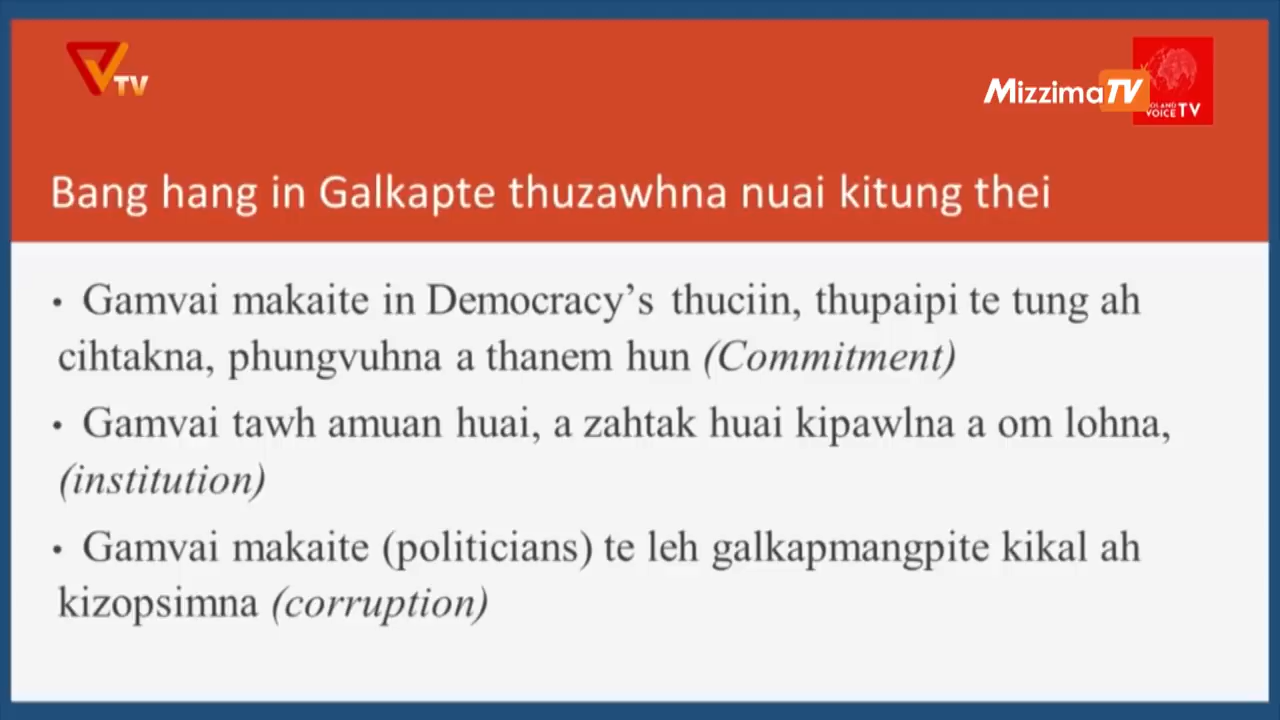 TV
MizzimaTV
VOICE TV
Bang hang in Galkapte thuzawhna nuai kitung thei
• Gamvai makaite in Democracy’s thuciin, thupaipi te tung ah
cihtakna, phungvuhna a thanem hun (Commitment)
• Gamvai tawh amuan huai, a zahtak huai kipawlna a om lohna,
(institution)
• Gamvai makaite (politicians) te leh galkapmangpite kikal ah
kizopsimna (corruption)